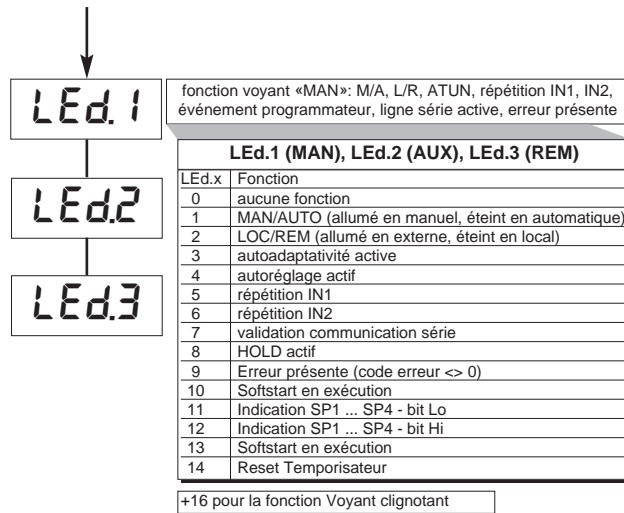 LEd.1
fonction voyant «MAN»: M/A, L/R, ATUN, répétition IN1, IN2,
événement programmateur, ligne série active, erreur présente
LEd.2
LEd.3
LEd.1 (MAN), LEd.2 (AUX), LEd.3 (REM)
LEd.x Fonction
0 aucune fonction
1 MAN/AUTO (allumé en manuel, éteint en automatique)
2 LOC/REM (allumé en externe, éteint en local)
3 autoadaptativité active
4 autoréglage actif
5 répétition IN1
6 répétition IN2
7 validation communication série
8 HOLD actif
9 Erreur présente (code erreur <> 0)
10 Softstart en exécution
11 Indication SP1 ... SP4 - bit Lo
12 Indication SP1 ... SP4 - bit Hi
13 Softstart en exécution
14 Reset Temporisateur
+16 pour la fonction Voyant clignotant